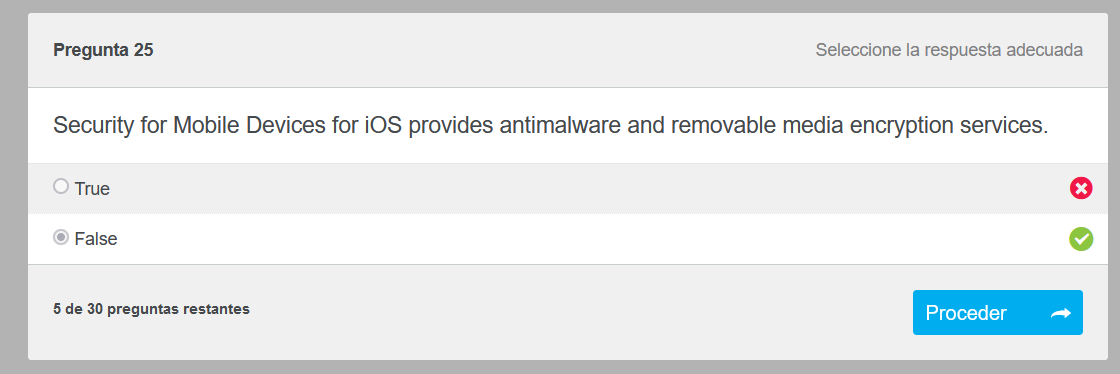 Pregunta 25
Seleccione la respuesta adecuada
Security for Mobile Devices for iOS provides antimalware and removable media encryption services.
True
False
5 de 30 preguntas restantes
Proceder